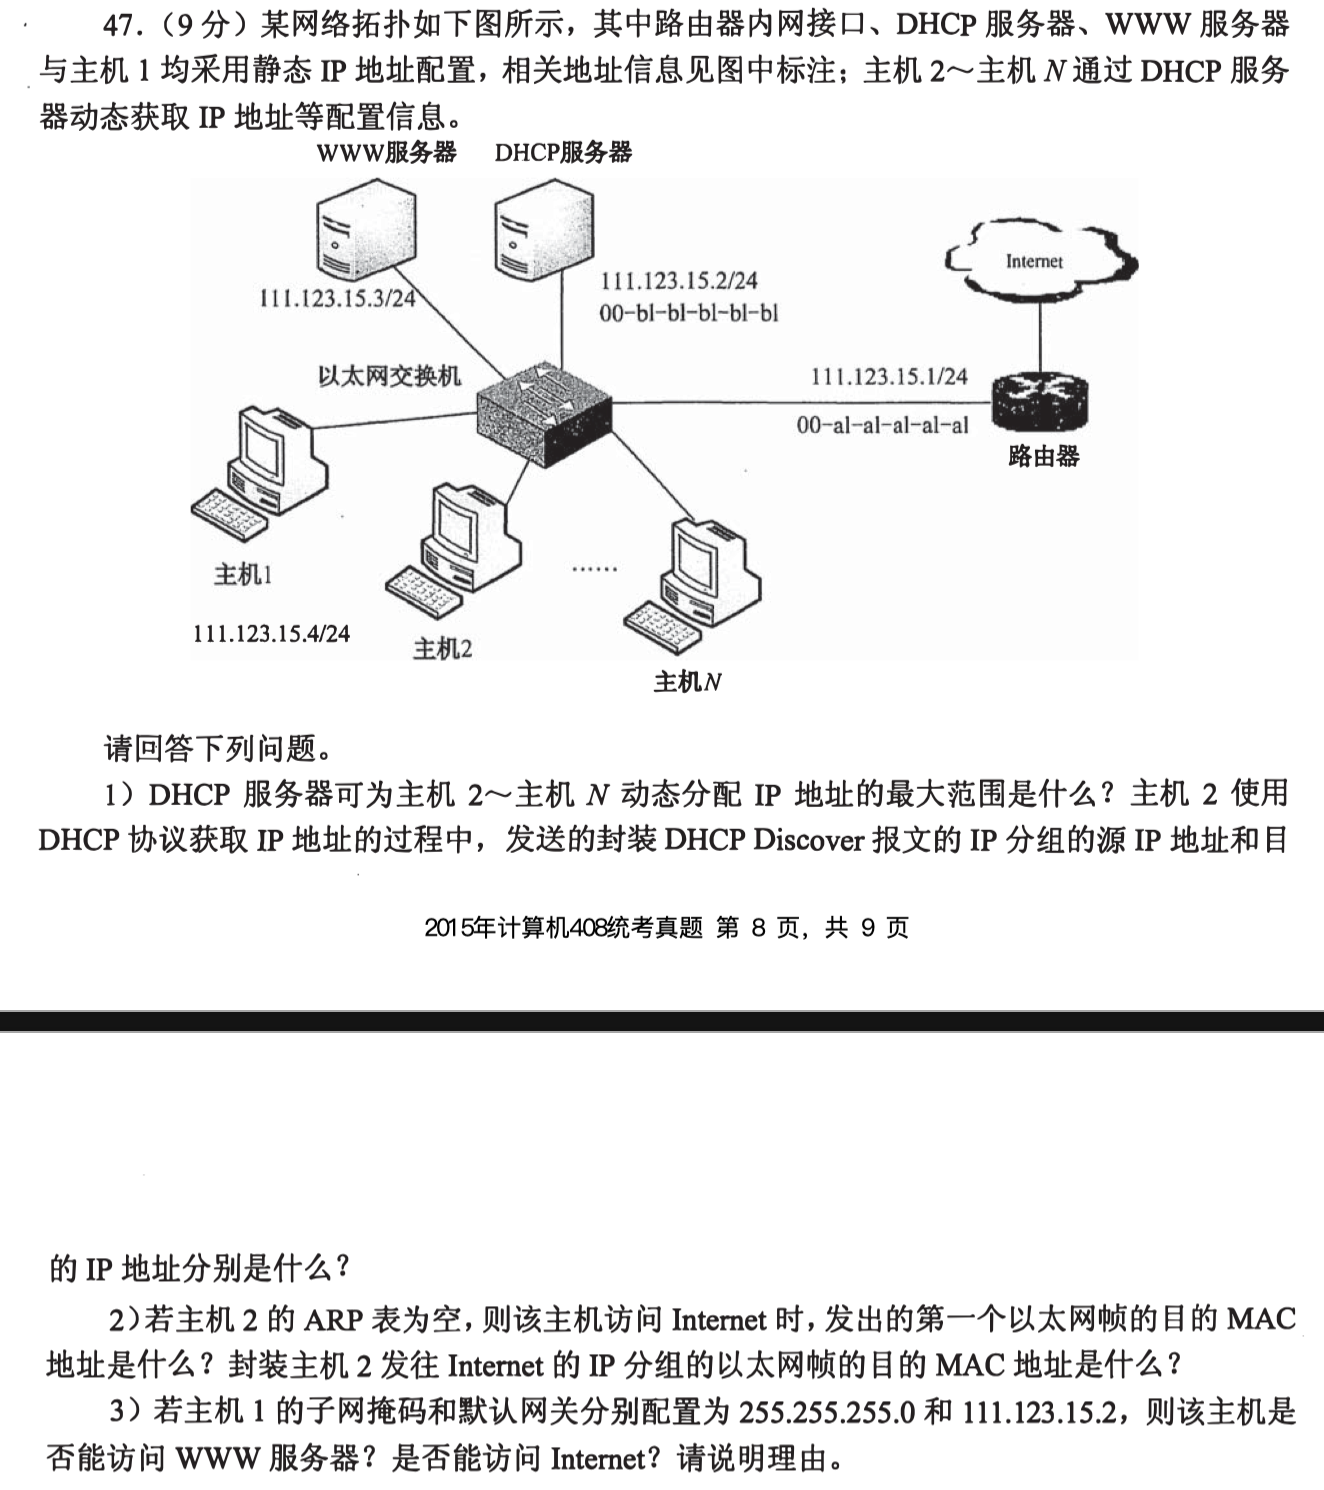 47.（9 分）某网络拓扑如下图所示，其中路由器内网接口、DHCP 服务器、WWW 服务器
与主机 1 均采用静态 IP 地址配置，相关地址信息见图中标注；主机 2～主机 N 通过 DHCP 服务
器动态获取 IP 地址等配置信息。
WWW服务器 DHCP服务器
Internet
111.123.15.2/24
111.123.15.3/24
00-bl-bl-bl-bl-bl
以太网交换机
111.123.15.1/24
00-al-al-al-al-al
路由器
主机1
······
111.123.15.4/24
主机2
主机N
请回答下列问题。
1）DHCP 服务器可为主机 2～主机 N 动态分配 IP 地址的最大范围是什么？主机 2 使用
DHCP 协议获取 IP 地址的过程中，发送的封装 DHCP Discover 报文的 IP 分组的源 IP 地址和目
2015年计算机408统考真题 第 8 页，共 9 页
的 IP 地址分别是什么？
2）若主机 2 的 ARP 表为空，则该主机访问 Internet 时，发出的第一个以太网帧的目的 MAC
地址是什么？封装主机 2 发往 Internet 的 IP 分组的以太网帧的目的 MAC 地址是什么？
3）若主机 1 的子网掩码和默认网关分别配置为 255.255.255.0 和 111.123.15.2，则该主机是
否能访问 WWW 服务器？是否能访问 Internet？请说明理由。